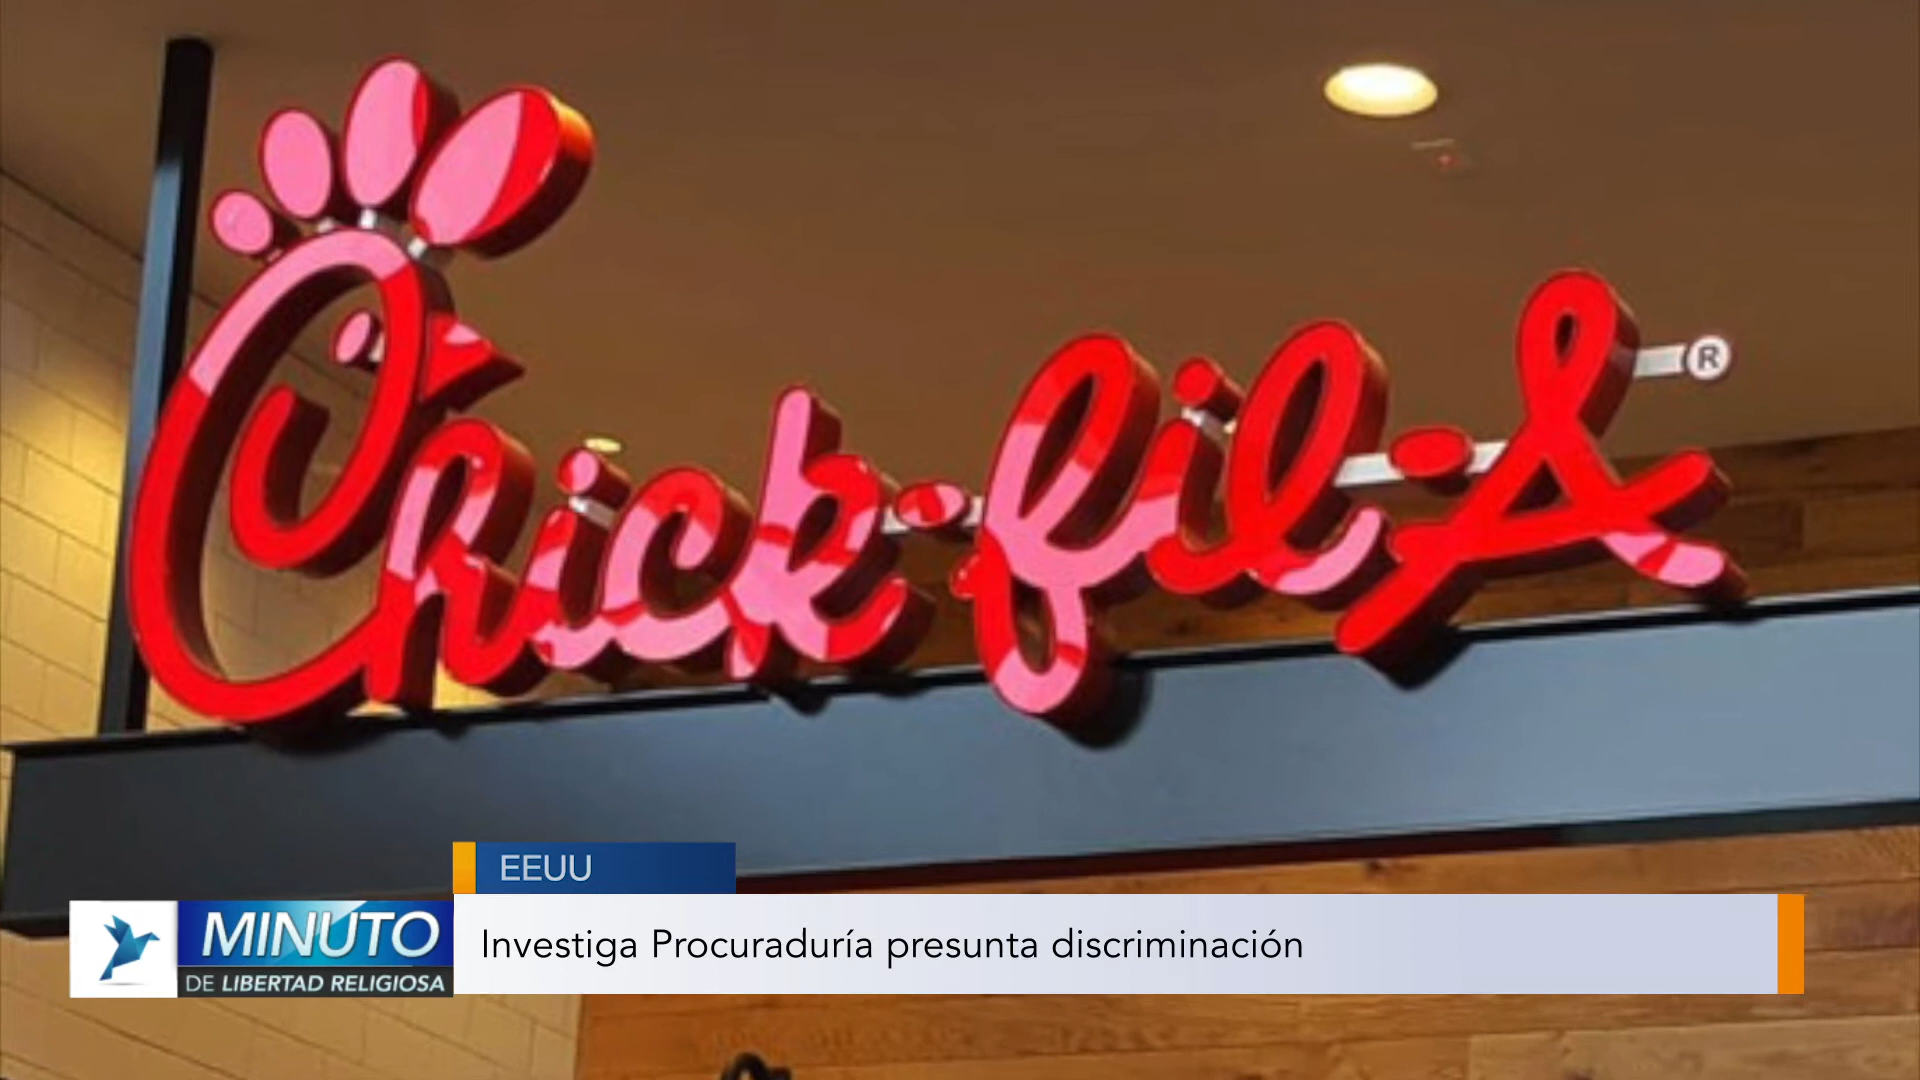 Chick-fil-A®
EEUU
MINUTO
DE LIBERTAD RELIGIOSA
Investiga Procuraduría presunta discriminación